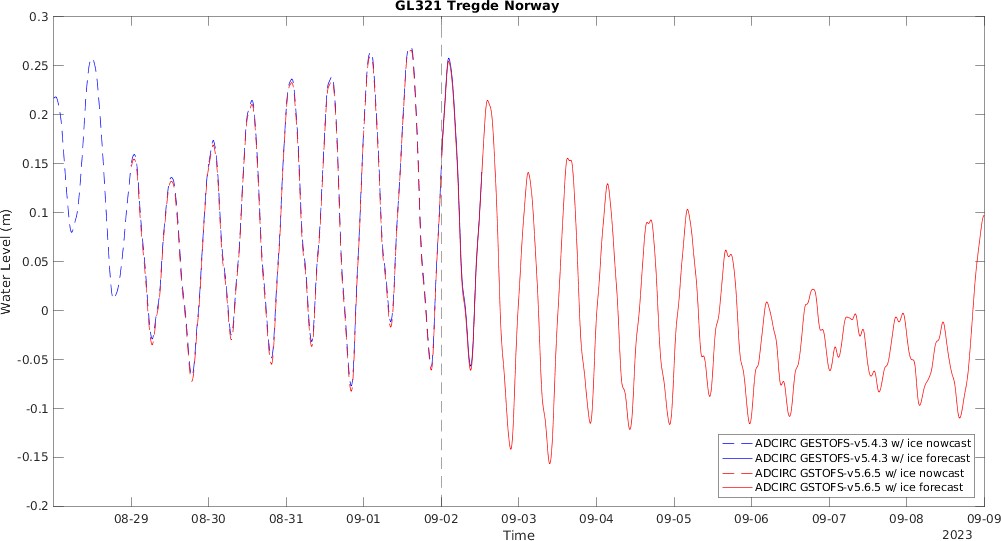 GL321 Tregde Norway
0.3
0.25
0.2
0.15
0.1
0.05
0
-0.05
-0.1
-0.15
-0.2
Water Level (m)
ADCIRC GESTOFS-v5.4.3 w/ ice nowcast
ADCIRC GESTOFS-v5.4.3 w/ ice forecast
ADCIRC GSTOFS-v5.6.5 w/ ice nowcast
ADCIRC GSTOFS-v5.6.5 w/ ice forecast
08-29 08-30 08-31 09-01 09-02 09-03 09-04 09-05 09-06 09-07 09-08 09-09
Time
2023